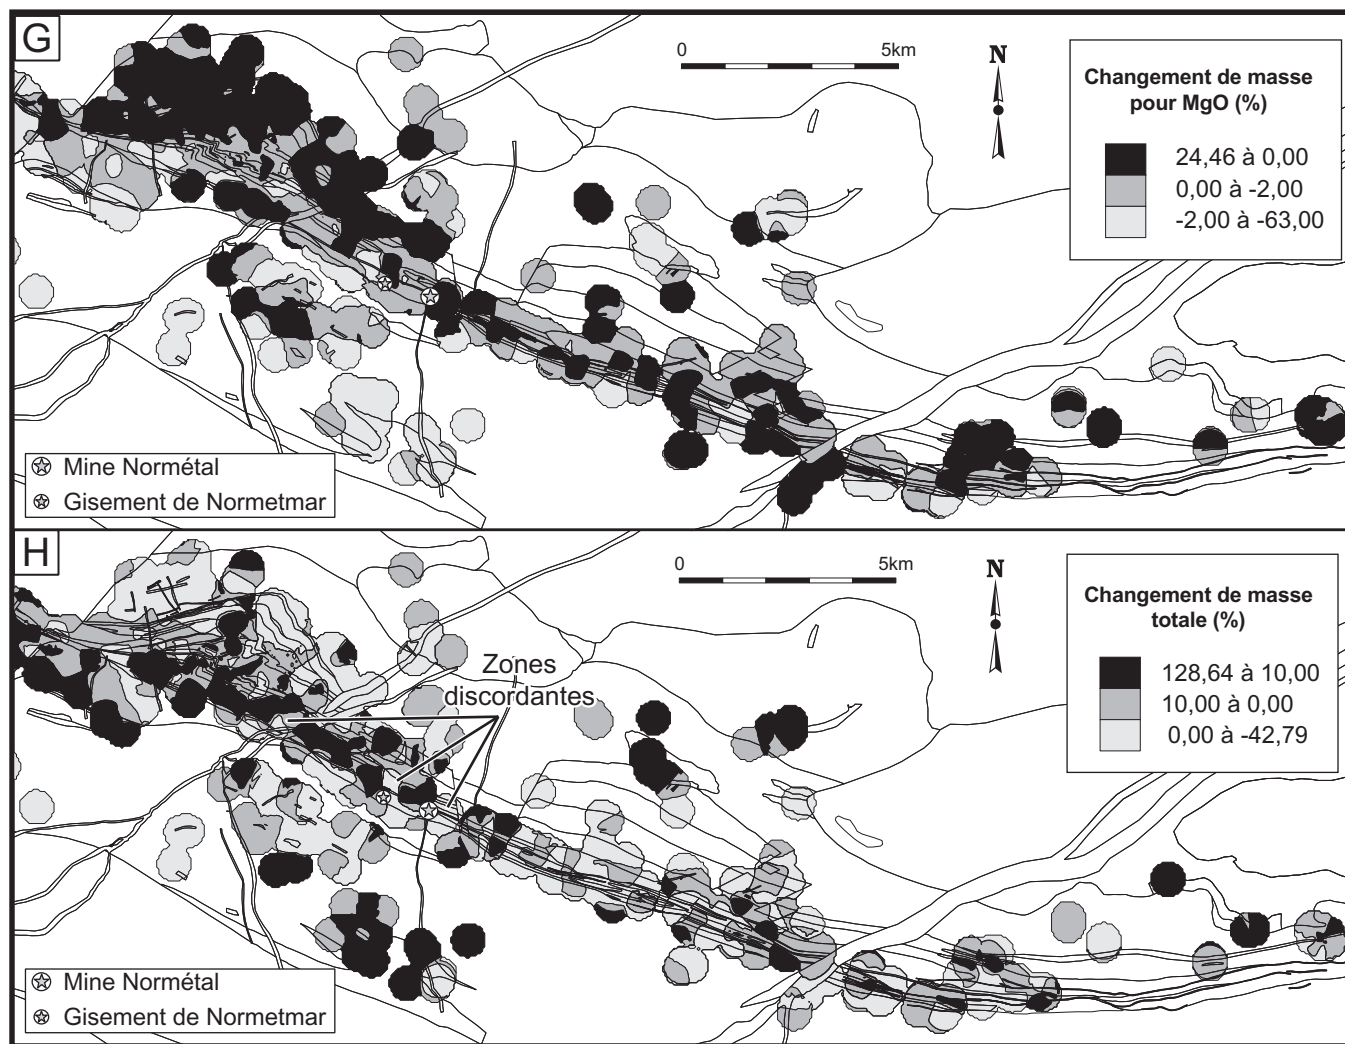 G
0 5km
N
Changement de masse
pour MgO (%)
24,46 à 0,00
0,00 à -2,00
-2,00 à -63,00
Mine Normétal
Gisement de Normetmar
H
0 5km
N
Changement de masse
totale (%)
128,64 à 10,00
10,00 à 0,00
0,00 à -42,79
Zones
discordantes
Mine Normétal
Gisement de Normetmar